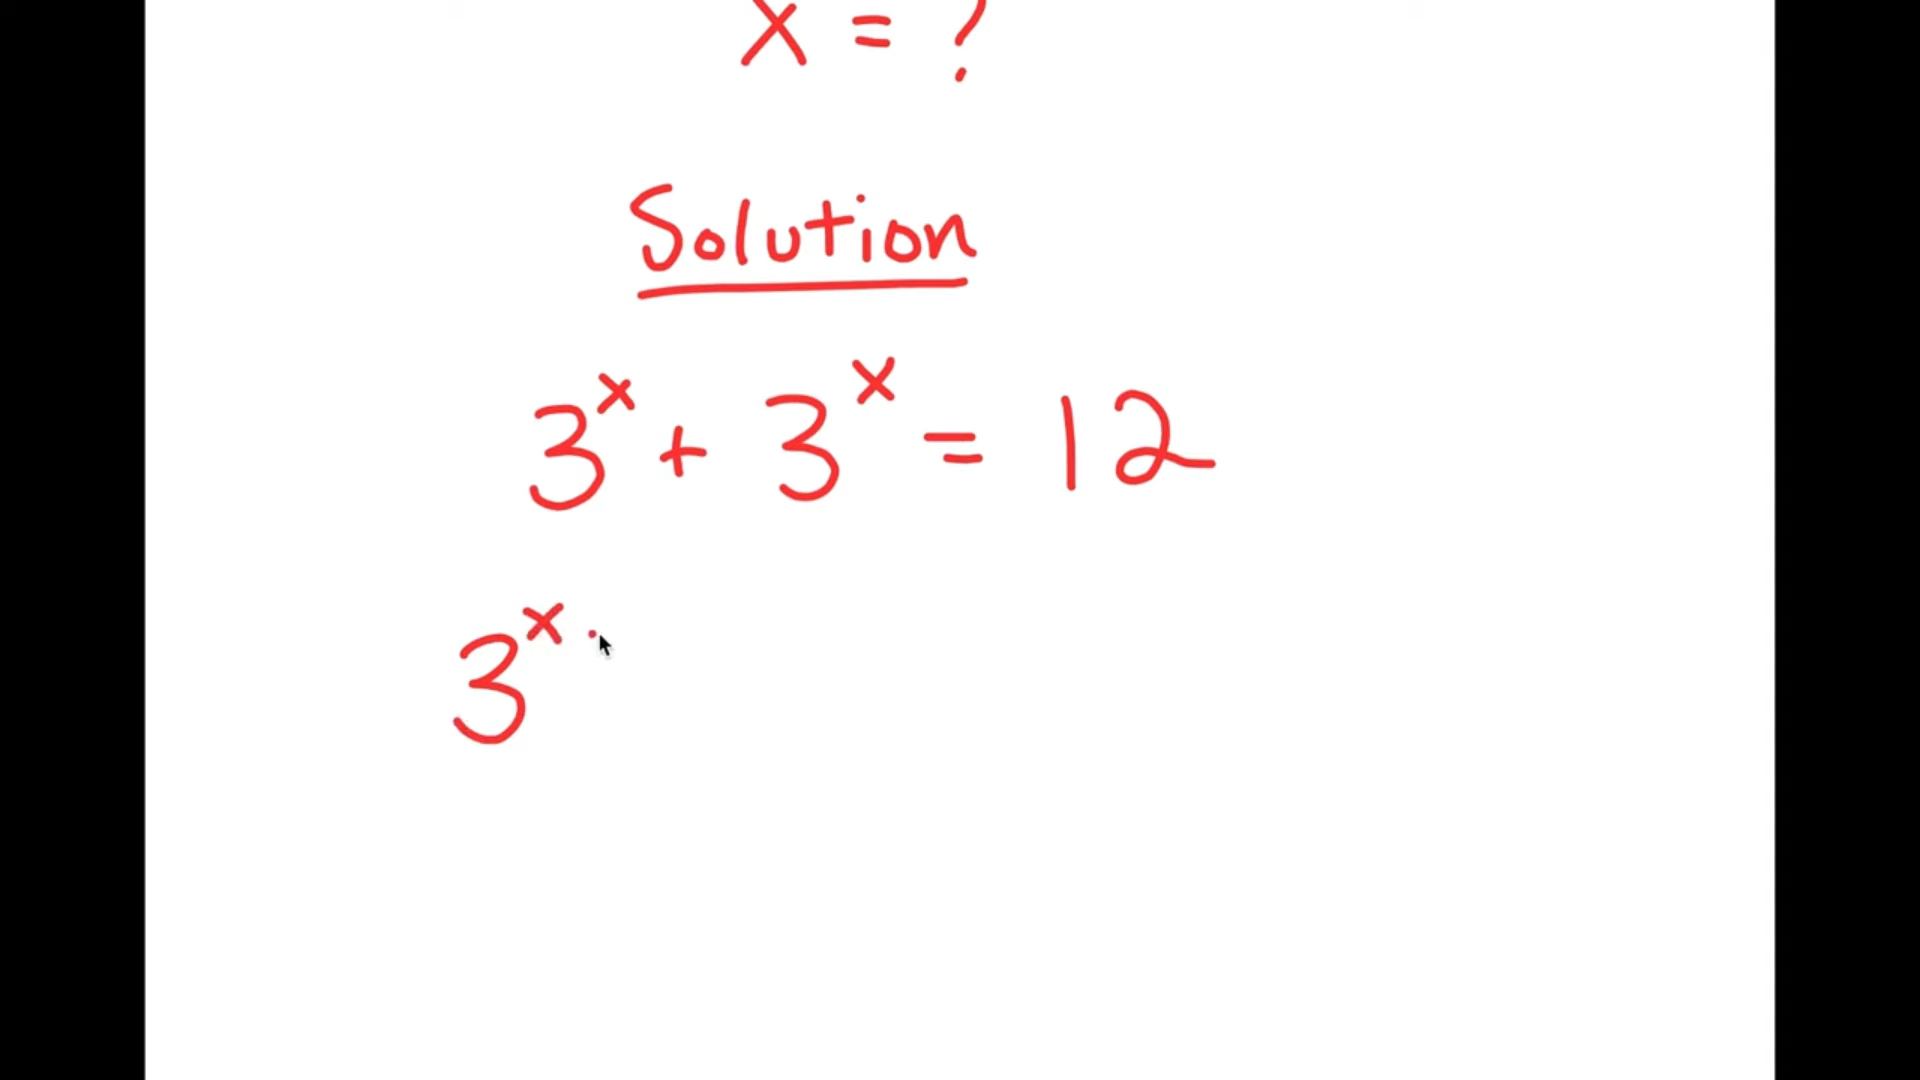 x = ?
Solution
3^x + 3^x = 12
3^x ·